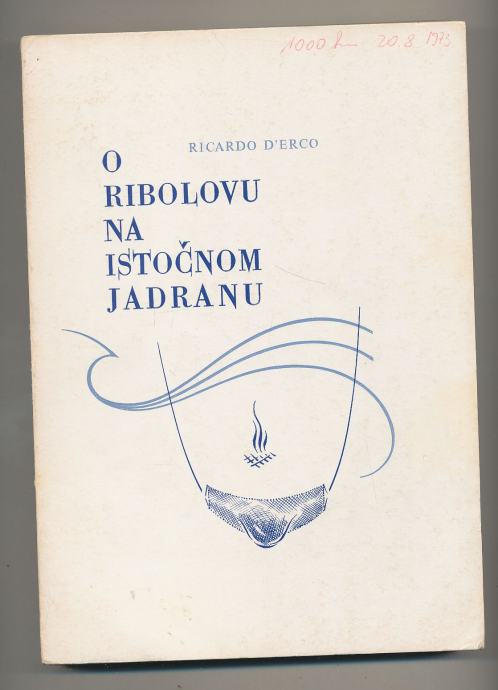 1000 h— 20.8 1973
RICARDO D'ERCO
O
RIBOLOVU
NA
ISTOČNOM
JADRANU